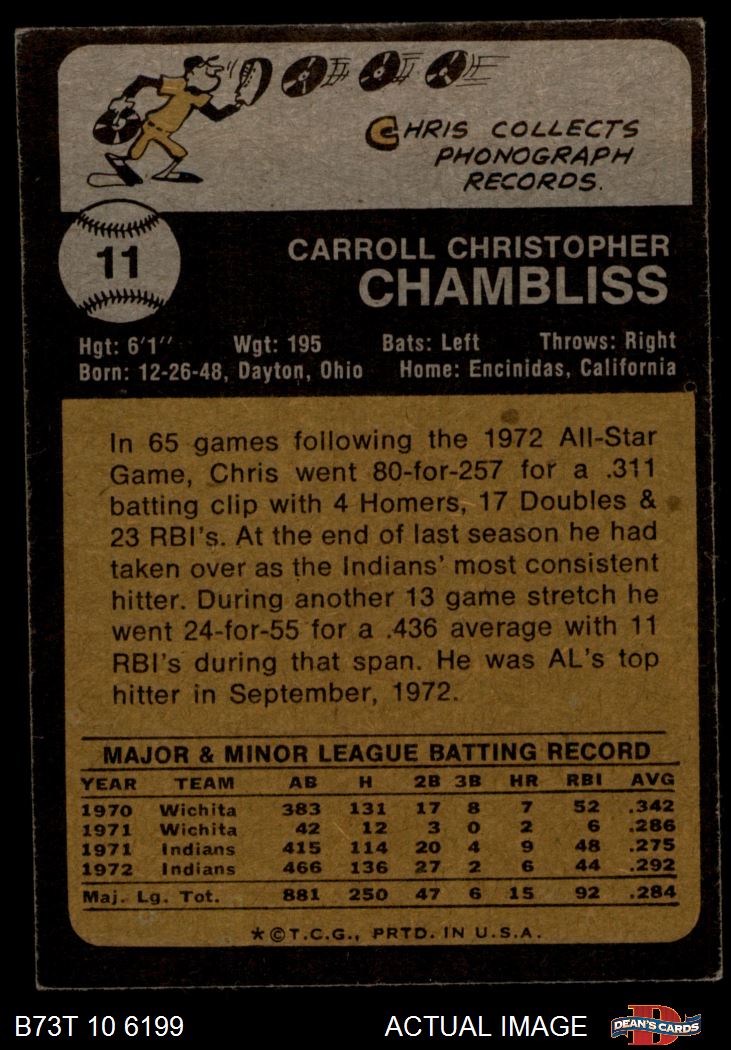 CHRIS COLLECTS
PHONOGRAPH
RECORDS.
11
CARROLL CHRISTOPHER
CHAMBLISS
Hgt: 6'1" Wgt: 195 Bats: Left Throws: Right
Born: 12-26-48, Dayton, Ohio Home: Encinidas, California
In 65 games following the 1972 All-Star
Game, Chris went 80-for-257 for a .311
batting clip with 4 Homers, 17 Doubles &
23 RBI's. At the end of last season he had
taken over as the Indians' most consistent
hitter. During another 13 game stretch he
went 24-for-55 for a .436 average with 11
RBI's during that span. He was AL's top
hitter in September, 1972.
MAJOR & MINOR LEAGUE BATTING RECORD
YEAR TEAM AB H 2B 3B HR RBI AVG
1970 Wichita 383 131 17 8 7 52 .342
1971 Wichita 42 12 3 0 2 6 .286
1971 Indians 415 114 20 4 9 48 .275
1972 Indians 466 136 27 2 6 44 .292
Maj. Lg. Tot. 881 250 47 6 15 92 .284
*©T.C.G., PRTD. IN U.S.A.
B73T 10 6199 ACTUAL IMAGE D DEAN'S CARDS